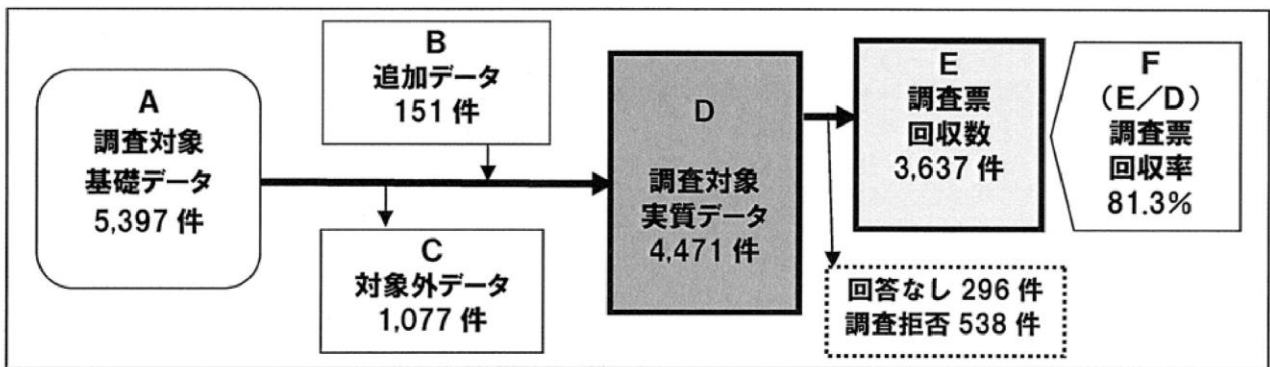 A
調査対象
基礎データ
5,397 件
B
追加データ
151 件
C
対象外データ
1,077 件
D
調査対象
実質データ
4,471 件
E
調査票
回収数
3,637 件
F
（E／D）
調査票
回収率
81.3%
回答なし 296 件
調査拒否 538 件